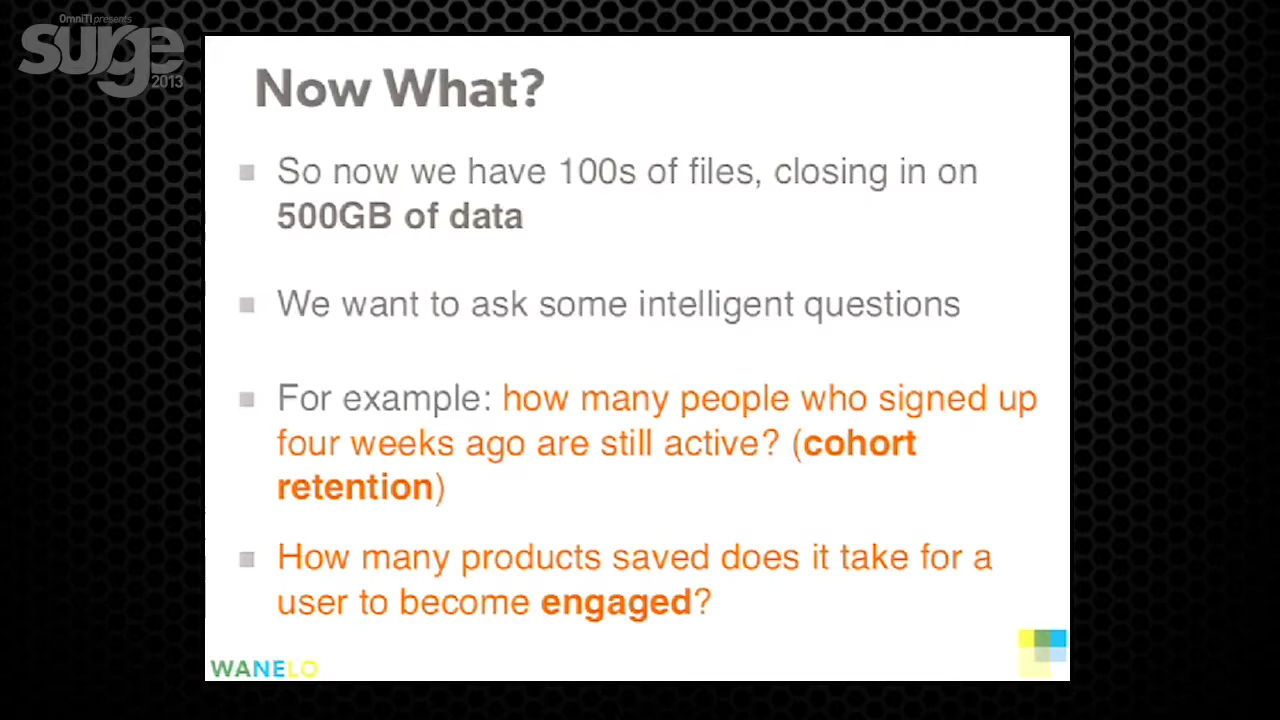 OmniTI presents
surge
2013
Now What?
So now we have 100s of files, closing in on
500GB of data
We want to ask some intelligent questions
For example: how many people who signed up
four weeks ago are still active? (cohort
retention)
How many products saved does it take for a
user to become engaged?
WANELO